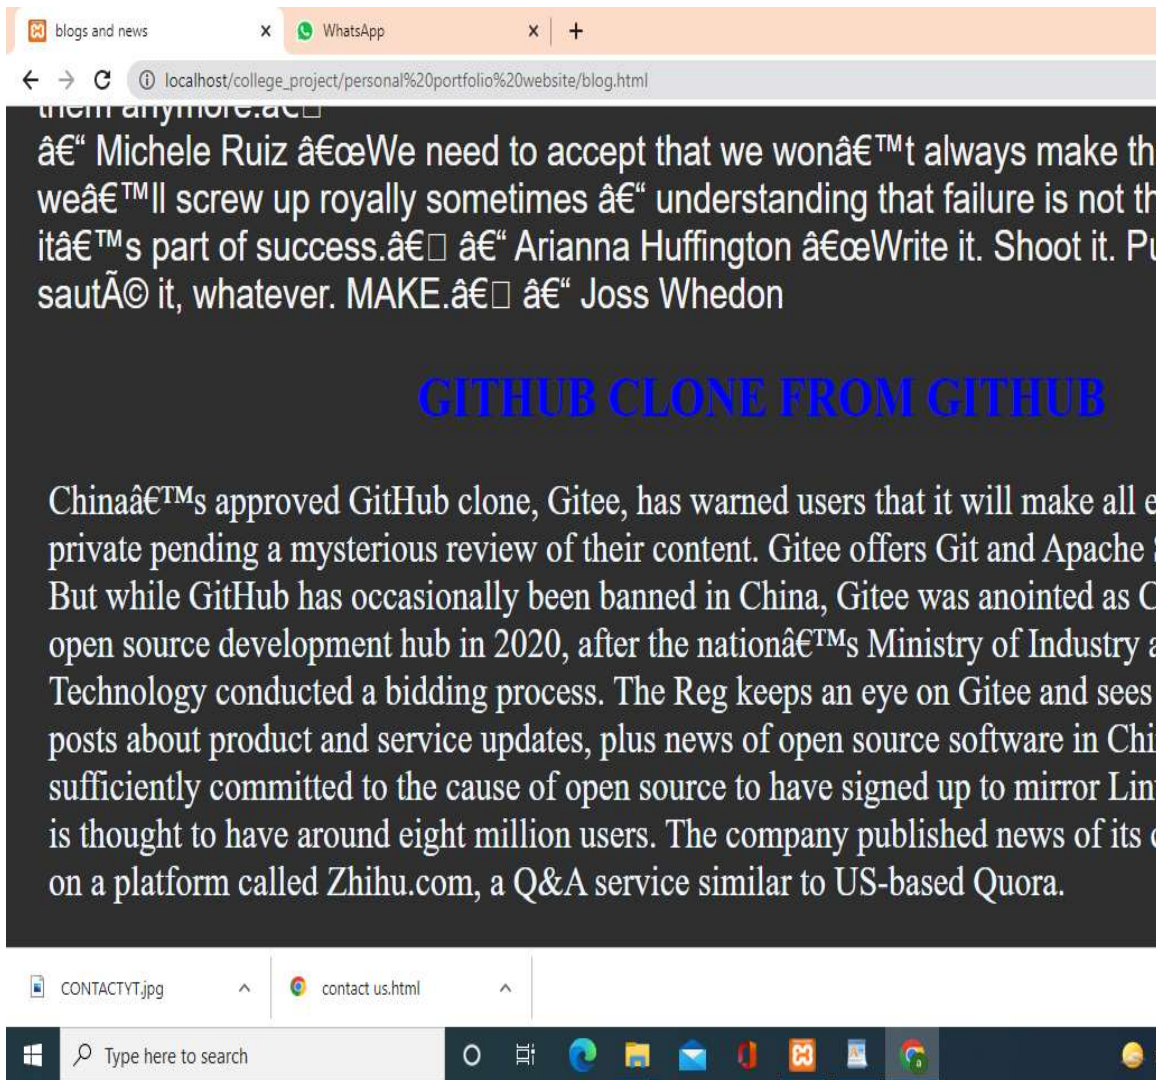 blogs and news
WhatsApp
localhost/college_project/personal%20portfolio%20website/blog.html
them anymore.â€□
â€“ Michele Ruiz â€œWe need to accept that we wonâ€™t always make th
weâ€™ll screw up royally sometimes â€“ understanding that failure is not th
itâ€™s part of success.â€□ â€“ Arianna Huffington â€œWrite it. Shoot it. Pu
sautÃ© it, whatever. MAKE.â€□ â€“ Joss Whedon
GITHUB CLONE FROM GITHUB
Chinaâ€™s approved GitHub clone, Gitee, has warned users that it will make all e
private pending a mysterious review of their content. Gitee offers Git and Apache
But while GitHub has occasionally been banned in China, Gitee was anointed as C
open source development hub in 2020, after the nationâ€™s Ministry of Industry a
Technology conducted a bidding process. The Reg keeps an eye on Gitee and sees
posts about product and service updates, plus news of open source software in Chi
sufficiently committed to the cause of open source to have signed up to mirror Lin
is thought to have around eight million users. The company published news of its
on a platform called Zhihu.com, a Q&A service similar to US-based Quora.
CONTACTYT.jpg
contact us.html
Type here to search